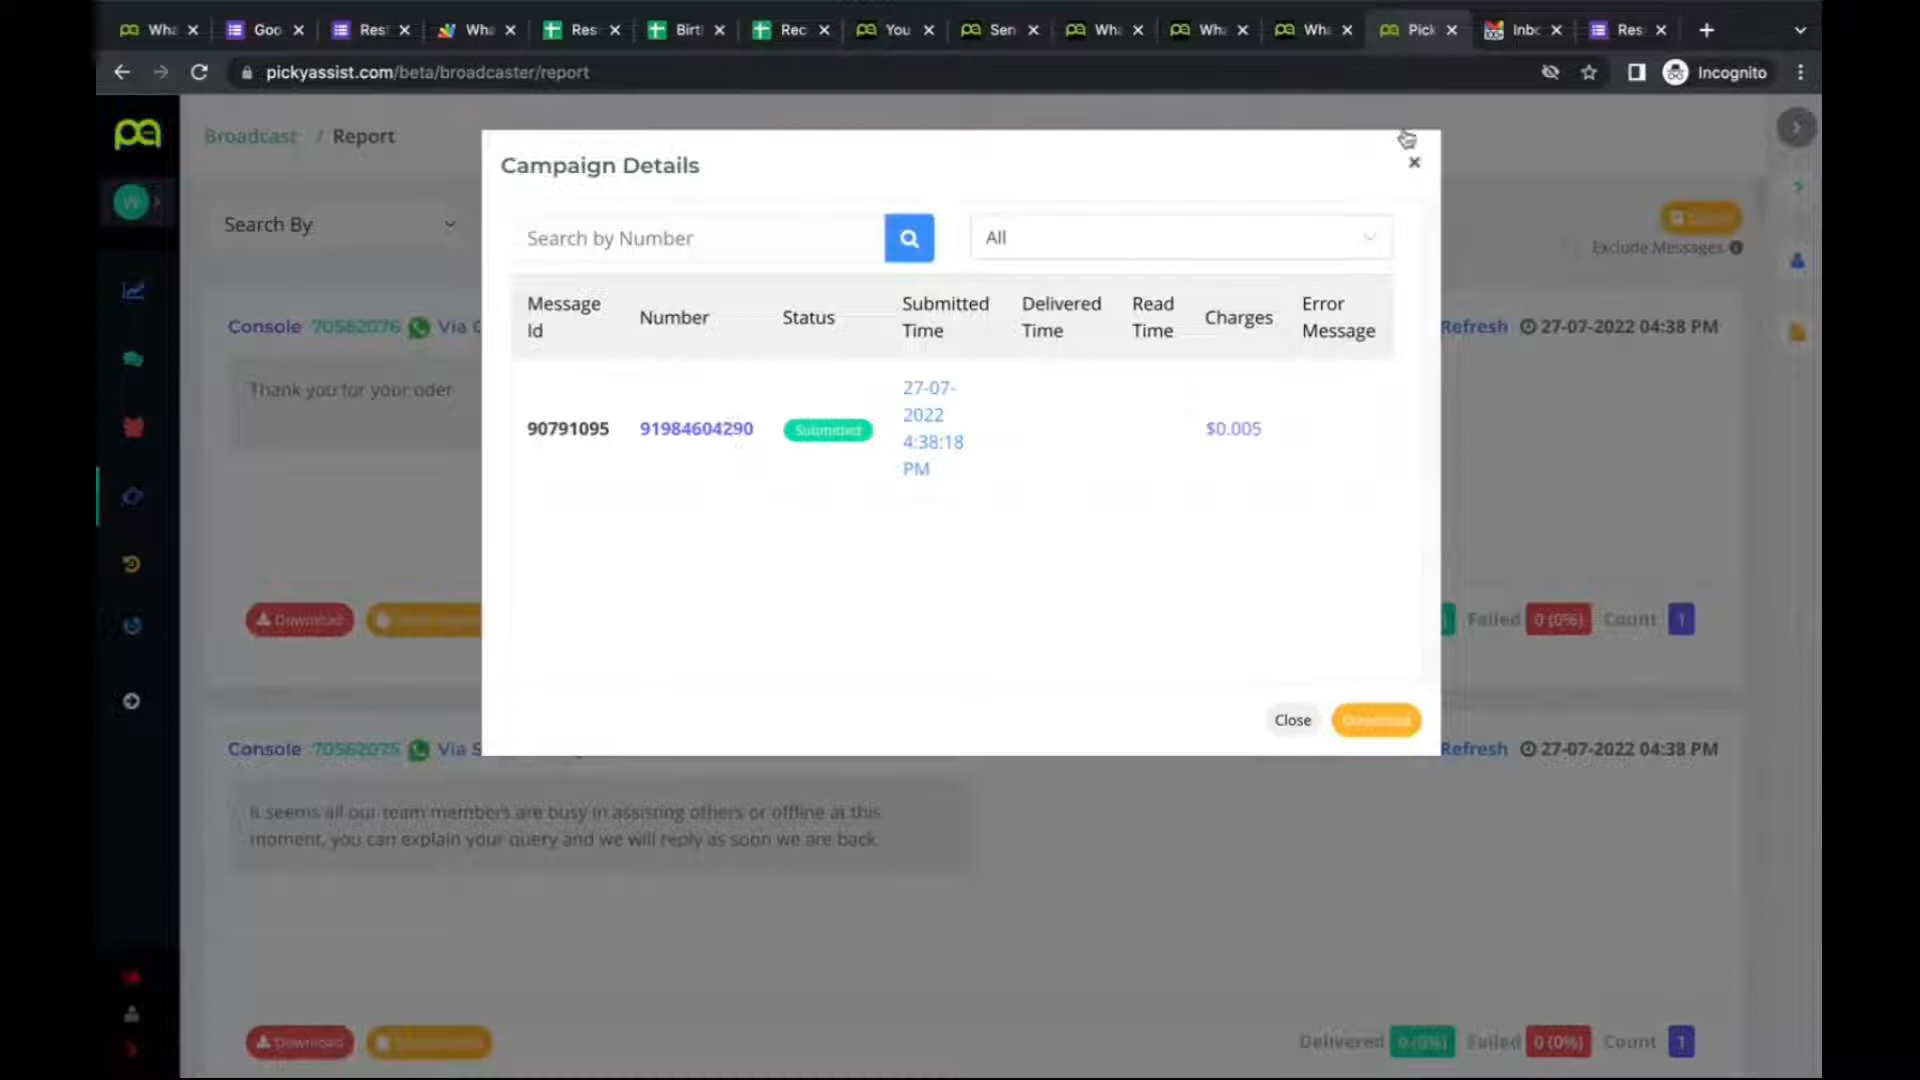 Wha Goo Res Wha Res Birt Rec You Sen Wha Wha Wha Pick Inbo Res
pickyassist.com/beta/broadcaster/report Incognito
Broadcast / Report
Campaign Details
Search By
Search by Number All
Exclude Messages
Message Id Number Status Submitted Time Delivered Time Read Time Charges Error Message
Console 70562076 Via Refresh 27-07-2022 04:38 PM
Thank you for your oder
90791095 91984604290 Submitted 27-07-2022 4:38:18 PM $0.005
Download Failed 0 (0%) Count 1
Close Download
Console 70562075 Via S Refresh 27-07-2022 04:38 PM
It seems all our team members are busy in assisting others or offline at this
moment, you can explain your query and we will reply as soon we are back.
Download Delivered 0 (0%) Failed 0 (0%) Count 1